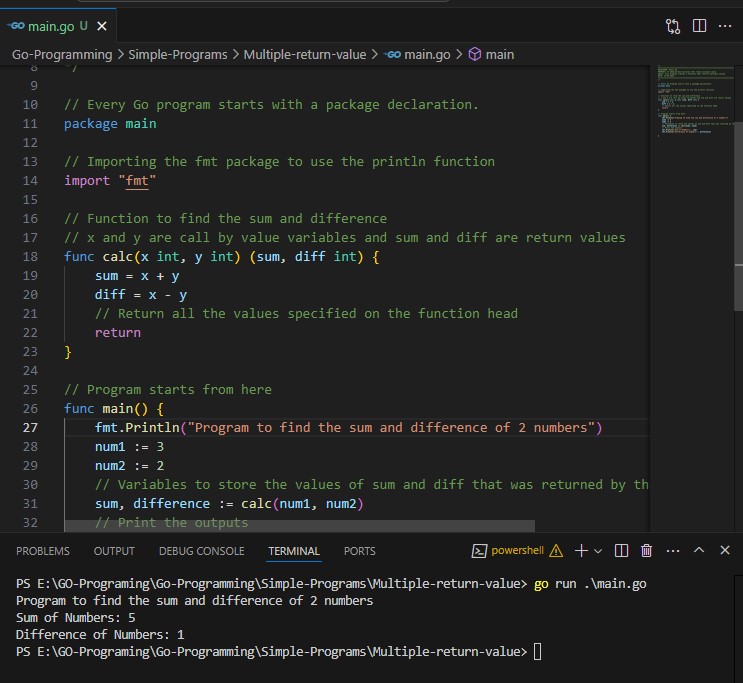 GO main.go U ×
Go-Programming > Simple-Programs > Multiple-return-value > GO main.go > main
8 */
9
10 // Every Go program starts with a package declaration.
11 package main
12
13 // Importing the fmt package to use the println function
14 import "fmt"
15
16 // Function to find the sum and difference
17 // x and y are call by value variables and sum and diff are return values
18 func calc(x int, y int) (sum, diff int) {
19 sum = x + y
20 diff = x - y
21 // Return all the values specified on the function head
22 return
23 }
24
25 // Program starts from here
26 func main() {
27 fmt.Println("Program to find the sum and difference of 2 numbers")
28 num1 := 3
29 num2 := 2
30 // Variables to store the values of sum and diff that was returned by th
31 sum, difference := calc(num1, num2)
32 // Print the outputs
PROBLEMS OUTPUT DEBUG CONSOLE TERMINAL PORTS powershell
PS E:\GO-Programing\Go-Programming\Simple-Programs\Multiple-return-value> go run .\main.go
Program to find the sum and difference of 2 numbers
Sum of Numbers: 5
Difference of Numbers: 1
PS E:\GO-Programing\Go-Programming\Simple-Programs\Multiple-return-value>